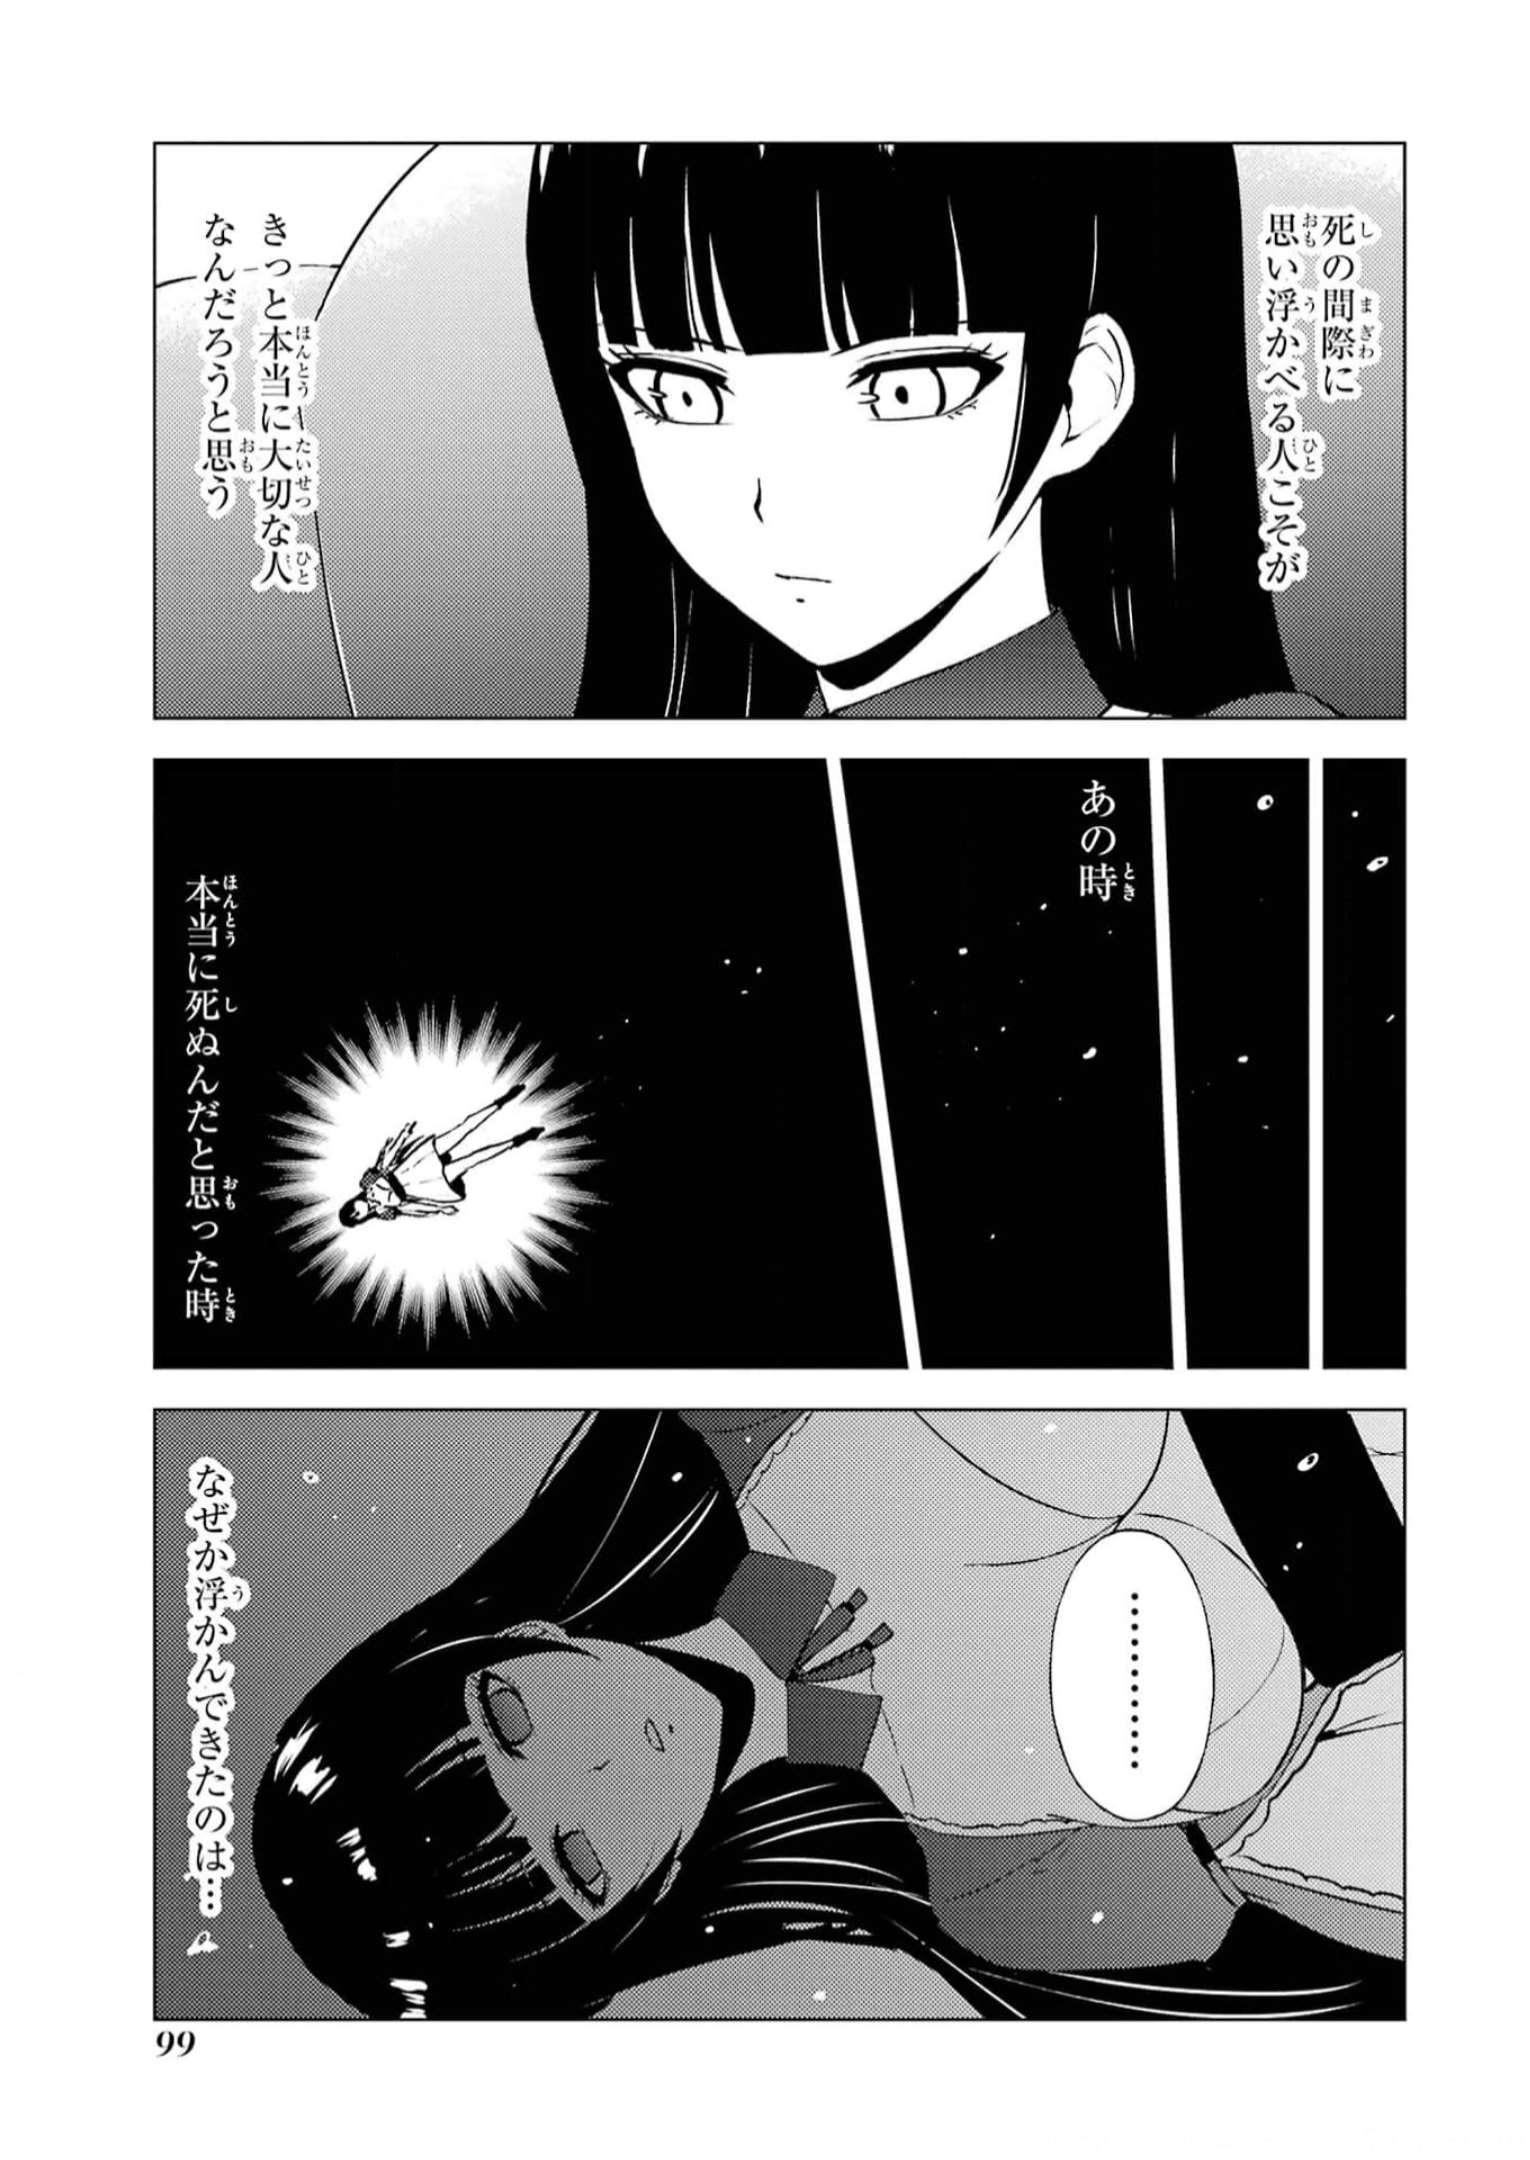 死の間際に
思い浮かべる人こそが
きっと本当に大切な人
なんだろうと思う
あの時
本当に死ぬんだと思った時
…………
なぜか浮かんできたのは…
99